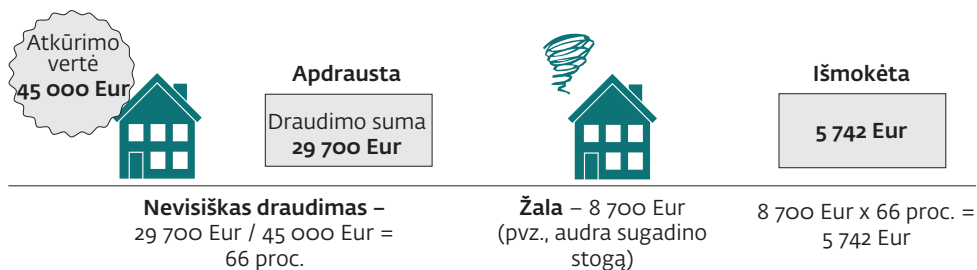 Atkūrimo
vertė
45 000 Eur
Apdrausta
Draudimo suma
29 700 Eur
Išmokėta
5 742 Eur
Nevisiškas draudimas –
29 700 Eur / 45 000 Eur =
66 proc.
Žala – 8 700 Eur
(pvz., audra sugadino
stogą)
8 700 Eur x 66 proc. =
5 742 Eur